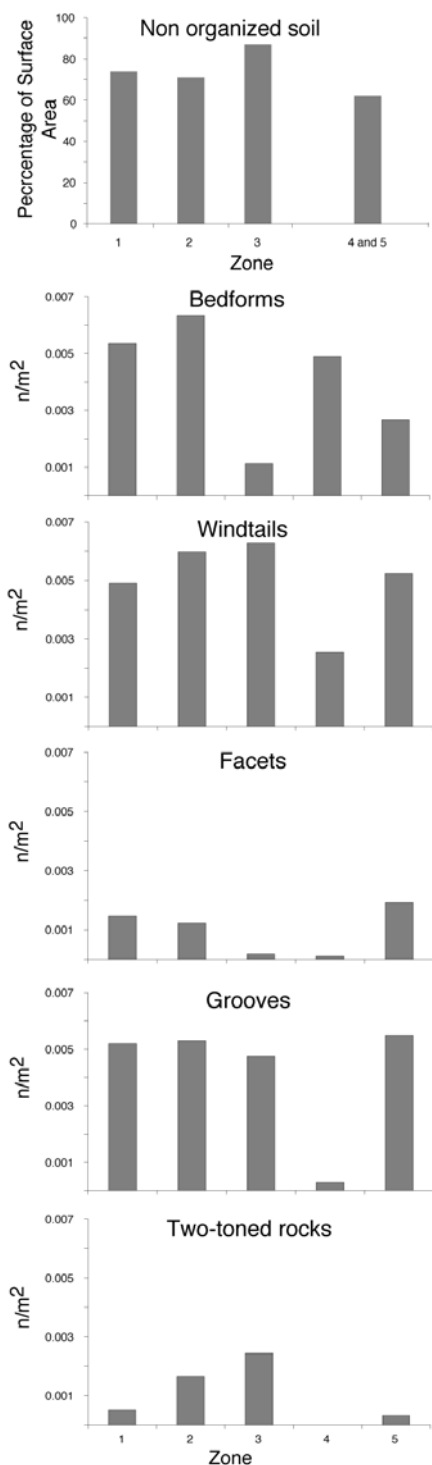 Non organized soil
Pecrcentage of Surface
Area
100
80
60
40
20
0
1 2 3 4 and 5
Zone
Bedforms
n/m²
0.007
0.005
0.003
0.001
Windtails
n/m²
0.007
0.005
0.003
0.001
Facets
n/m²
0.007
0.005
0.003
0.001
Grooves
n/m²
0.007
0.005
0.003
0.001
Two-toned rocks
n/m²
0.007
0.005
0.003
0.001
1 2 3 4 5
Zone